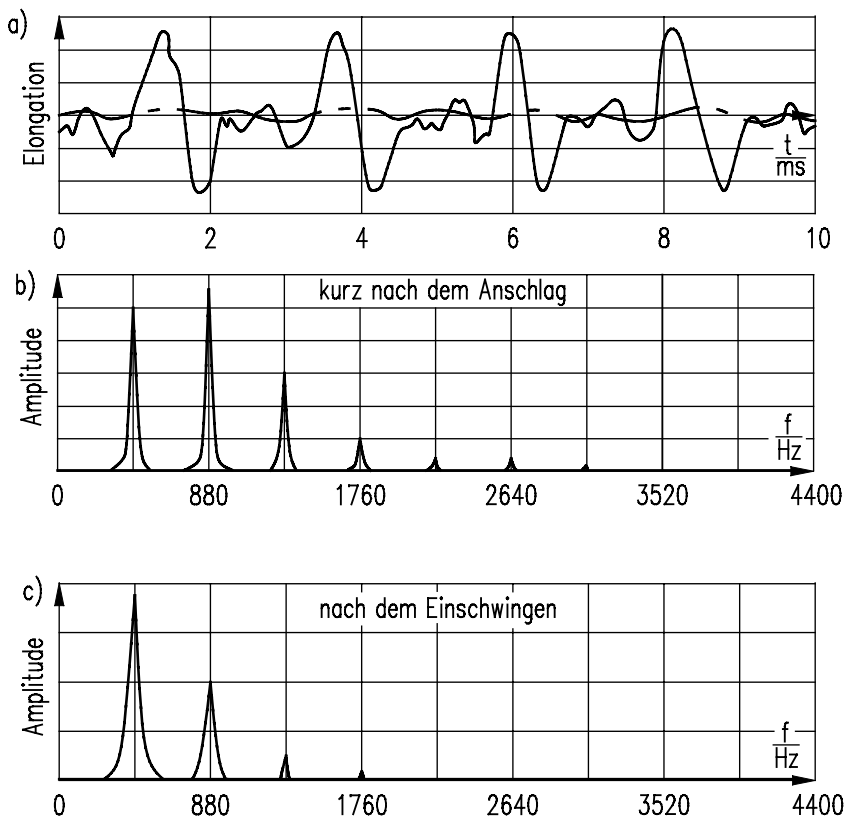 a)
Elongation
t
ms
0 2 4 6 8 10
b)
kurz nach dem Anschlag
Amplitude
f
Hz
0 880 1760 2640 3520 4400
c)
nach dem Einschwingen
Amplitude
f
Hz
0 880 1760 2640 3520 4400